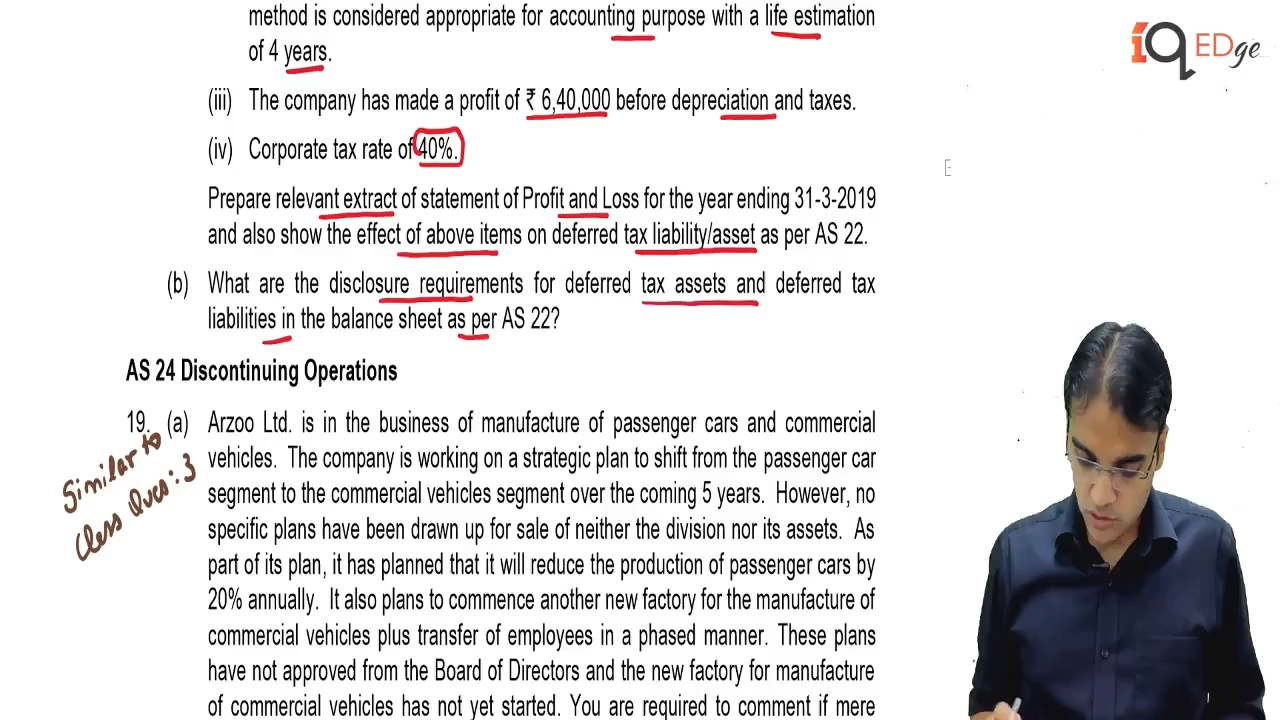 method is considered appropriate for accounting purpose with a life estimation
of 4 years.
iQ EDge
(iii) The company has made a profit of ₹ 6,40,000 before depreciation and taxes.
(iv) Corporate tax rate of 40%.
Prepare relevant extract of statement of Profit and Loss for the year ending 31-3-2019
and also show the effect of above items on deferred tax liability/asset as per AS 22.
(b) What are the disclosure requirements for deferred tax assets and deferred tax
liabilities in the balance sheet as per AS 22?
AS 24 Discontinuing Operations
19. (a) Arzoo Ltd. is in the business of manufacture of passenger cars and commercial
vehicles. The company is working on a strategic plan to shift from the passenger car
segment to the commercial vehicles segment over the coming 5 years. However, no
specific plans have been drawn up for sale of neither the division nor its assets. As
part of its plan, it has planned that it will reduce the production of passenger cars by
20% annually. It also plans to commence another new factory for the manufacture of
commercial vehicles plus transfer of employees in a phased manner. These plans
have not approved from the Board of Directors and the new factory for manufacture
of commercial vehicles has not yet started. You are required to comment if mere
Similar to
Class Ques: 3